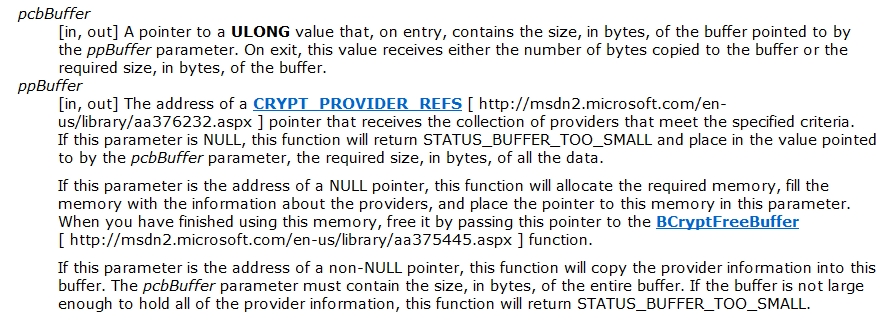 pcbBuffer
[in, out] A pointer to a ULONG value that, on entry, contains the size, in bytes, of the buffer pointed to by
the ppBuffer parameter. On exit, this value receives either the number of bytes copied to the buffer or the
required size, in bytes, of the buffer.
ppBuffer
[in, out] The address of a CRYPT_PROVIDER_REFS [ http://msdn2.microsoft.com/en-
us/library/aa376232.aspx ] pointer that receives the collection of providers that meet the specified criteria.
If this parameter is NULL, this function will return STATUS_BUFFER_TOO_SMALL and place in the value pointed
to by the pcbBuffer parameter, the required size, in bytes, of all the data.
If this parameter is the address of a NULL pointer, this function will allocate the required memory, fill the
memory with the information about the providers, and place the pointer to this memory in this parameter.
When you have finished using this memory, free it by passing this pointer to the BCryptFreeBuffer
[ http://msdn2.microsoft.com/en-us/library/aa375445.aspx ] function.
If this parameter is the address of a non-NULL pointer, this function will copy the provider information into this
buffer. The pcbBuffer parameter must contain the size, in bytes, of the entire buffer. If the buffer is not large
enough to hold all of the provider information, this function will return STATUS_BUFFER_TOO_SMALL.